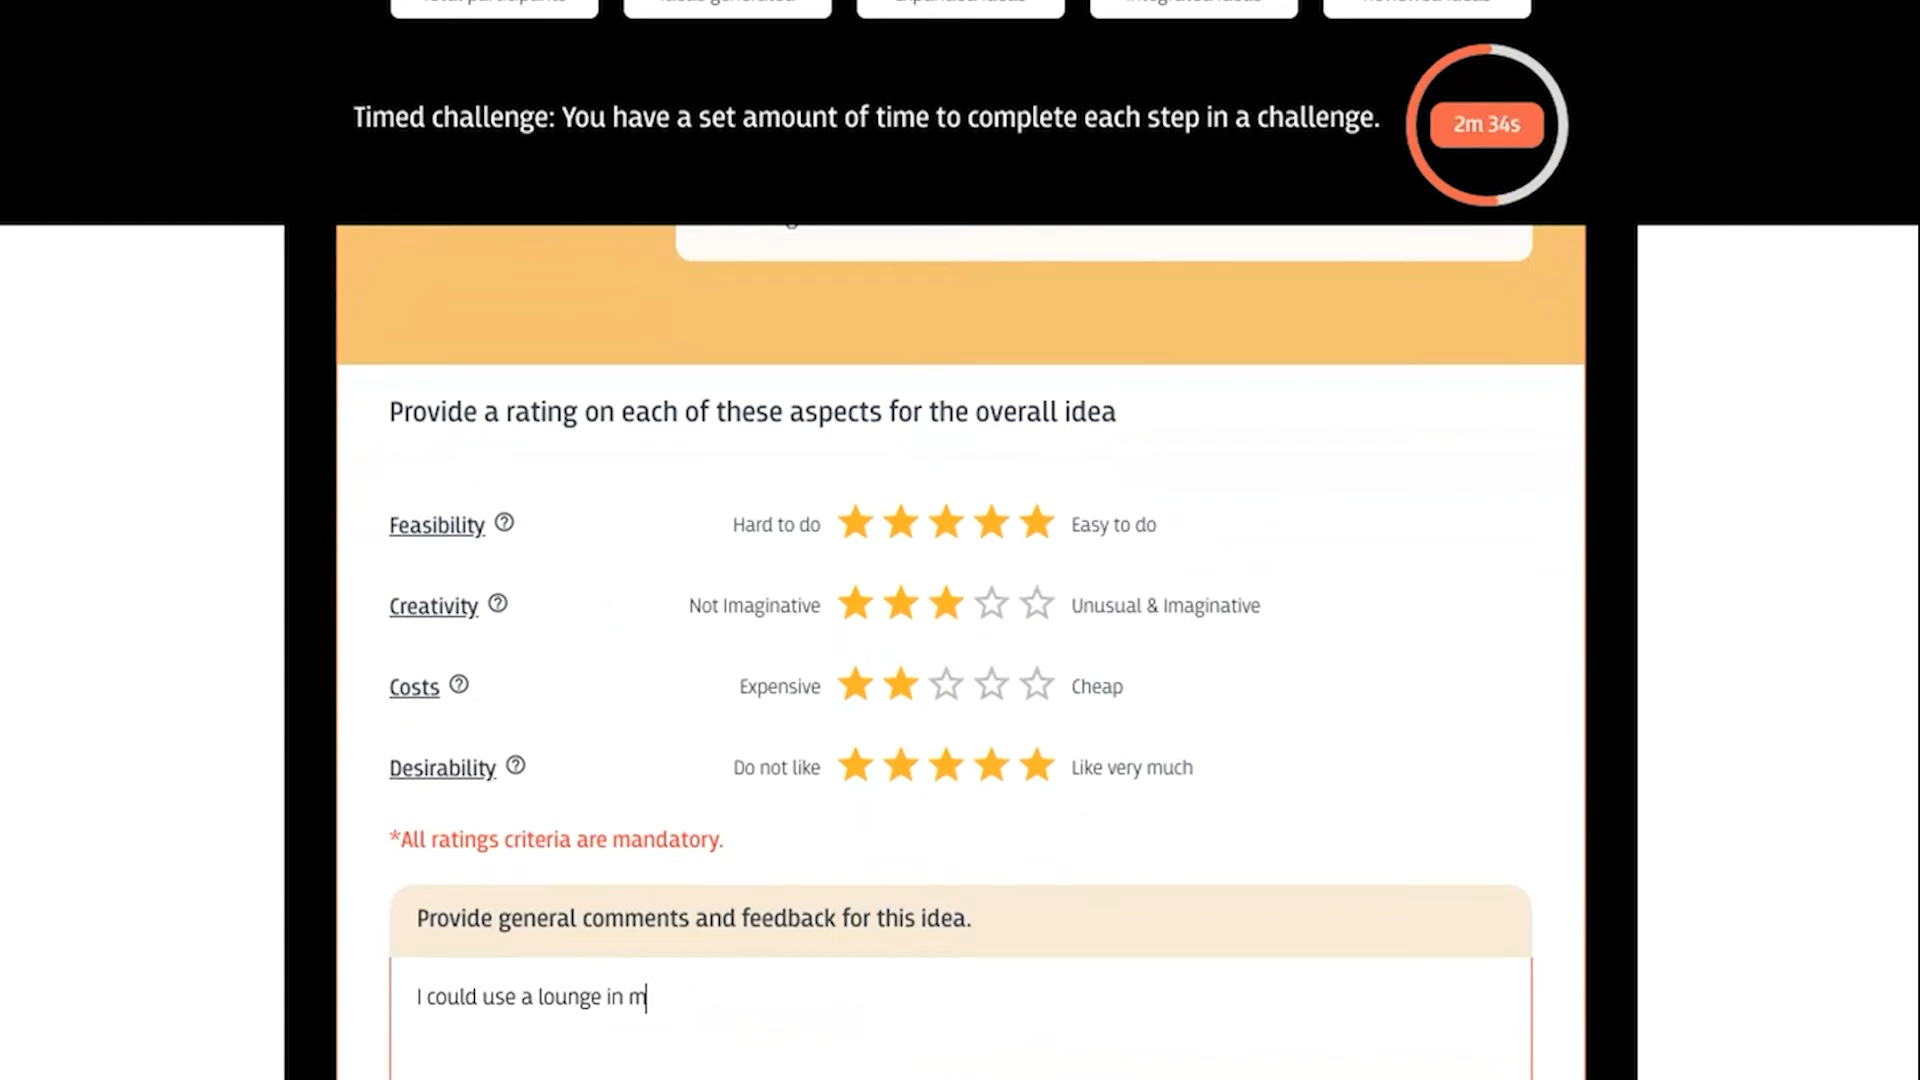 Timed challenge: You have a set amount of time to complete each step in a challenge.
2m 34s
Provide a rating on each of these aspects for the overall idea
Feasibility Hard to do Easy to do
Creativity Not Imaginative Unusual & Imaginative
Costs Expensive Cheap
Desirability Do not like Like very much
*All ratings criteria are mandatory.
Provide general comments and feedback for this idea.
I could use a lounge in m